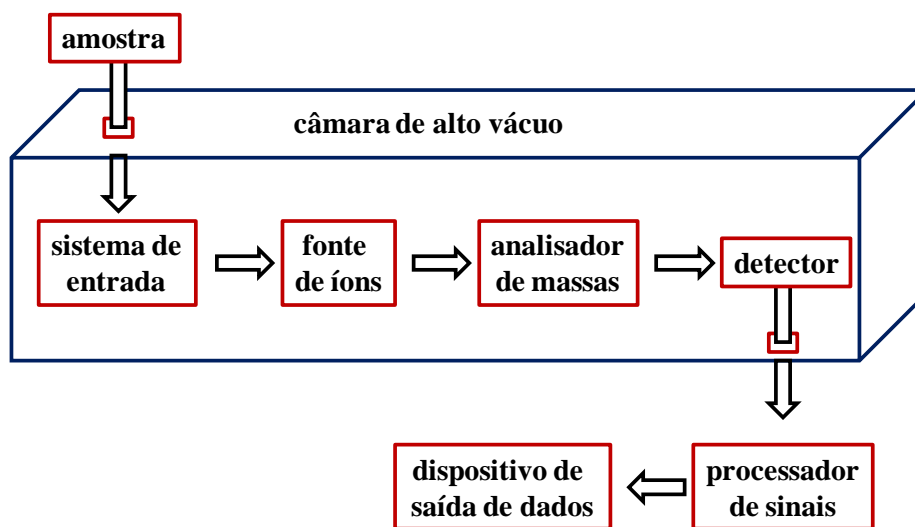 amostra
câmara de alto vácuo
sistema de
entrada
fonte
de íons
analisador
de massas
detector
dispositivo de
saída de dados
processador
de sinais